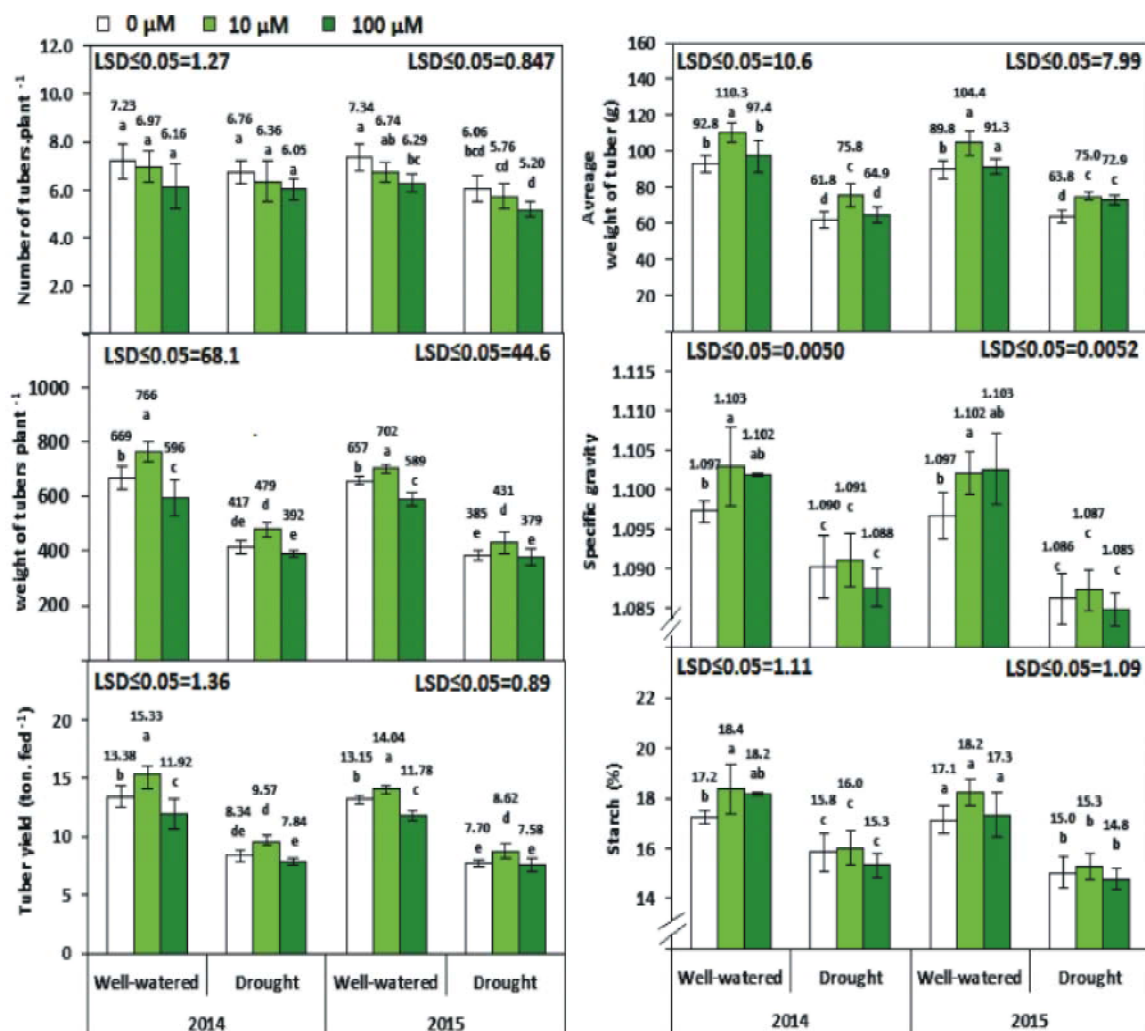 0 µM 10 µM 100 µM
LSD≤0.05=1.27 LSD≤0.05=0.847
Number of tubers.plant -1
12.0
10.0
8.0
6.0
4.0
2.0
7.23 6.97 6.16 6.76 6.36 6.05 7.34 6.74 6.29 6.06 5.76 5.20
a a a a a a a ab bc bcd cd d
LSD≤0.05=10.6 LSD≤0.05=7.99
Avreage
weight of tuber (g)
160
140
120
100
80
60
40
20
0
92.8 110.3 97.4 61.8 75.8 64.9 89.8 104.4 91.3 63.8 75.0 72.9
b a b d c d b a a d c c
LSD≤0.05=68.1 LSD≤0.05=44.6
weight of tubers plant -1
1000
800
600
400
200
669 766 596 417 479 392 657 702 589 385 431 379
b a c de d e b a c e d e
LSD≤0.05=0.0050 LSD≤0.05=0.0052
Specific gravity
1.115
1.110
1.105
1.100
1.095
1.090
1.085
1.097 1.103 1.102 1.090 1.091 1.088 1.097 1.102 1.103 1.086 1.087 1.085
b a ab c c c b a ab c c c
LSD≤0.05=1.36 LSD≤0.05=0.89
Tuber yield (ton. fed -1)
20
15
10
5
0
13.38 15.33 11.92 8.34 9.57 7.84 13.15 14.04 11.78 7.70 8.62 7.58
b a c de d e b a c e d e
Well-watered Drought Well-watered Drought
2014 2015
LSD≤0.05=1.11 LSD≤0.05=1.09
Starch (%)
22
20
18
16
14
17.2 18.4 18.2 15.8 16.0 15.3 17.1 18.2 17.3 15.0 15.3 14.8
b a ab c c c a a a b b b
Well-watered Drought Well-watered Drought
2014 2015